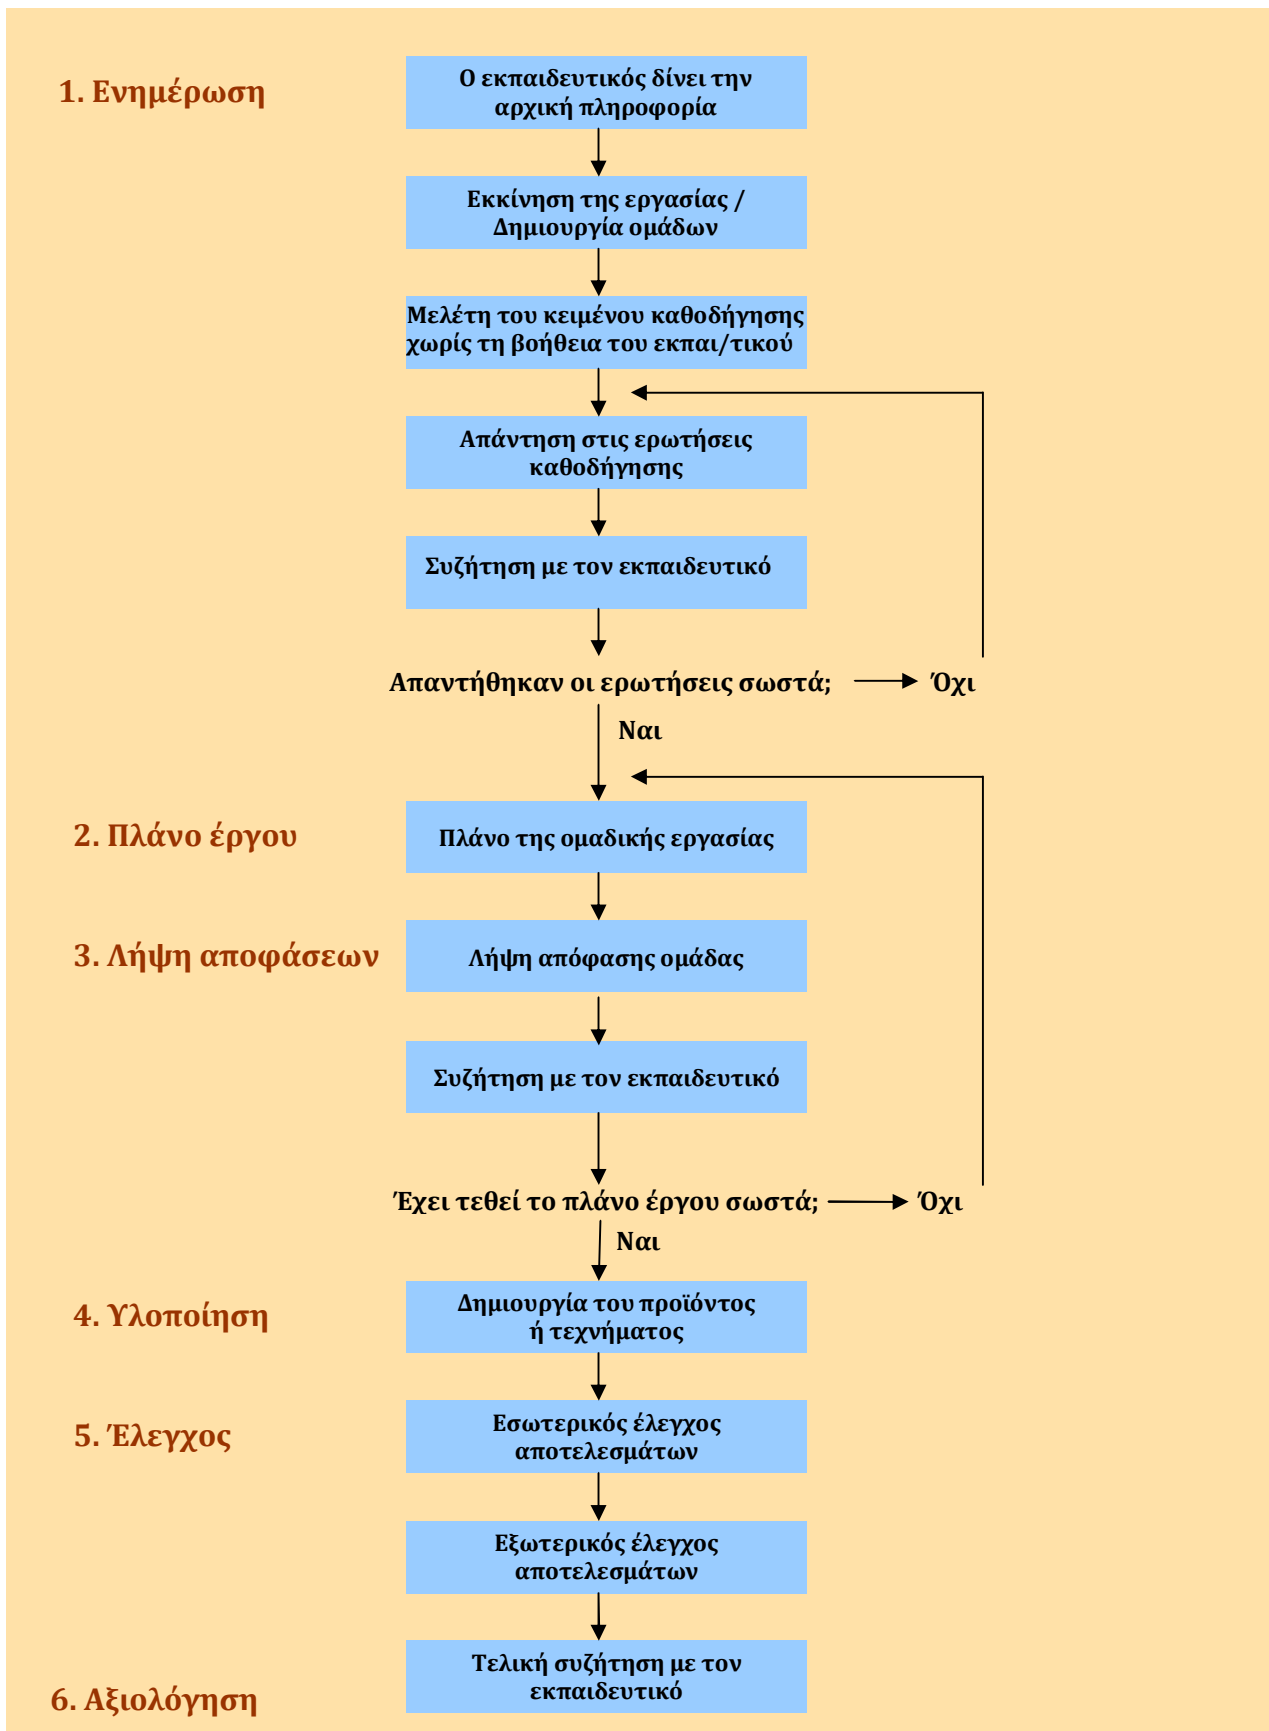 1. Ενημέρωση
Ο εκπαιδευτικός δίνει την
αρχική πληροφορία
Εκκίνηση της εργασίας /
Δημιουργία ομάδων
Μελέτη του κειμένου καθοδήγησης
χωρίς τη βοήθεια του εκπαι/τικού
Απάντηση στις ερωτήσεις
καθοδήγησης
Συζήτηση με τον εκπαιδευτικό
Απαντήθηκαν οι ερωτήσεις σωστά;
Όχι
Ναι
2. Πλάνο έργου
Πλάνο της ομαδικής εργασίας
3. Λήψη αποφάσεων
Λήψη απόφασης ομάδας
Συζήτηση με τον εκπαιδευτικό
Έχει τεθεί το πλάνο έργου σωστά;
Όχι
Ναι
4. Υλοποίηση
Δημιουργία του προϊόντος
ή τεχνήματος
5. Έλεγχος
Εσωτερικός έλεγχος
αποτελεσμάτων
Εξωτερικός έλεγχος
αποτελεσμάτων
Τελική συζήτηση με τον
εκπαιδευτικό
6. Αξιολόγηση